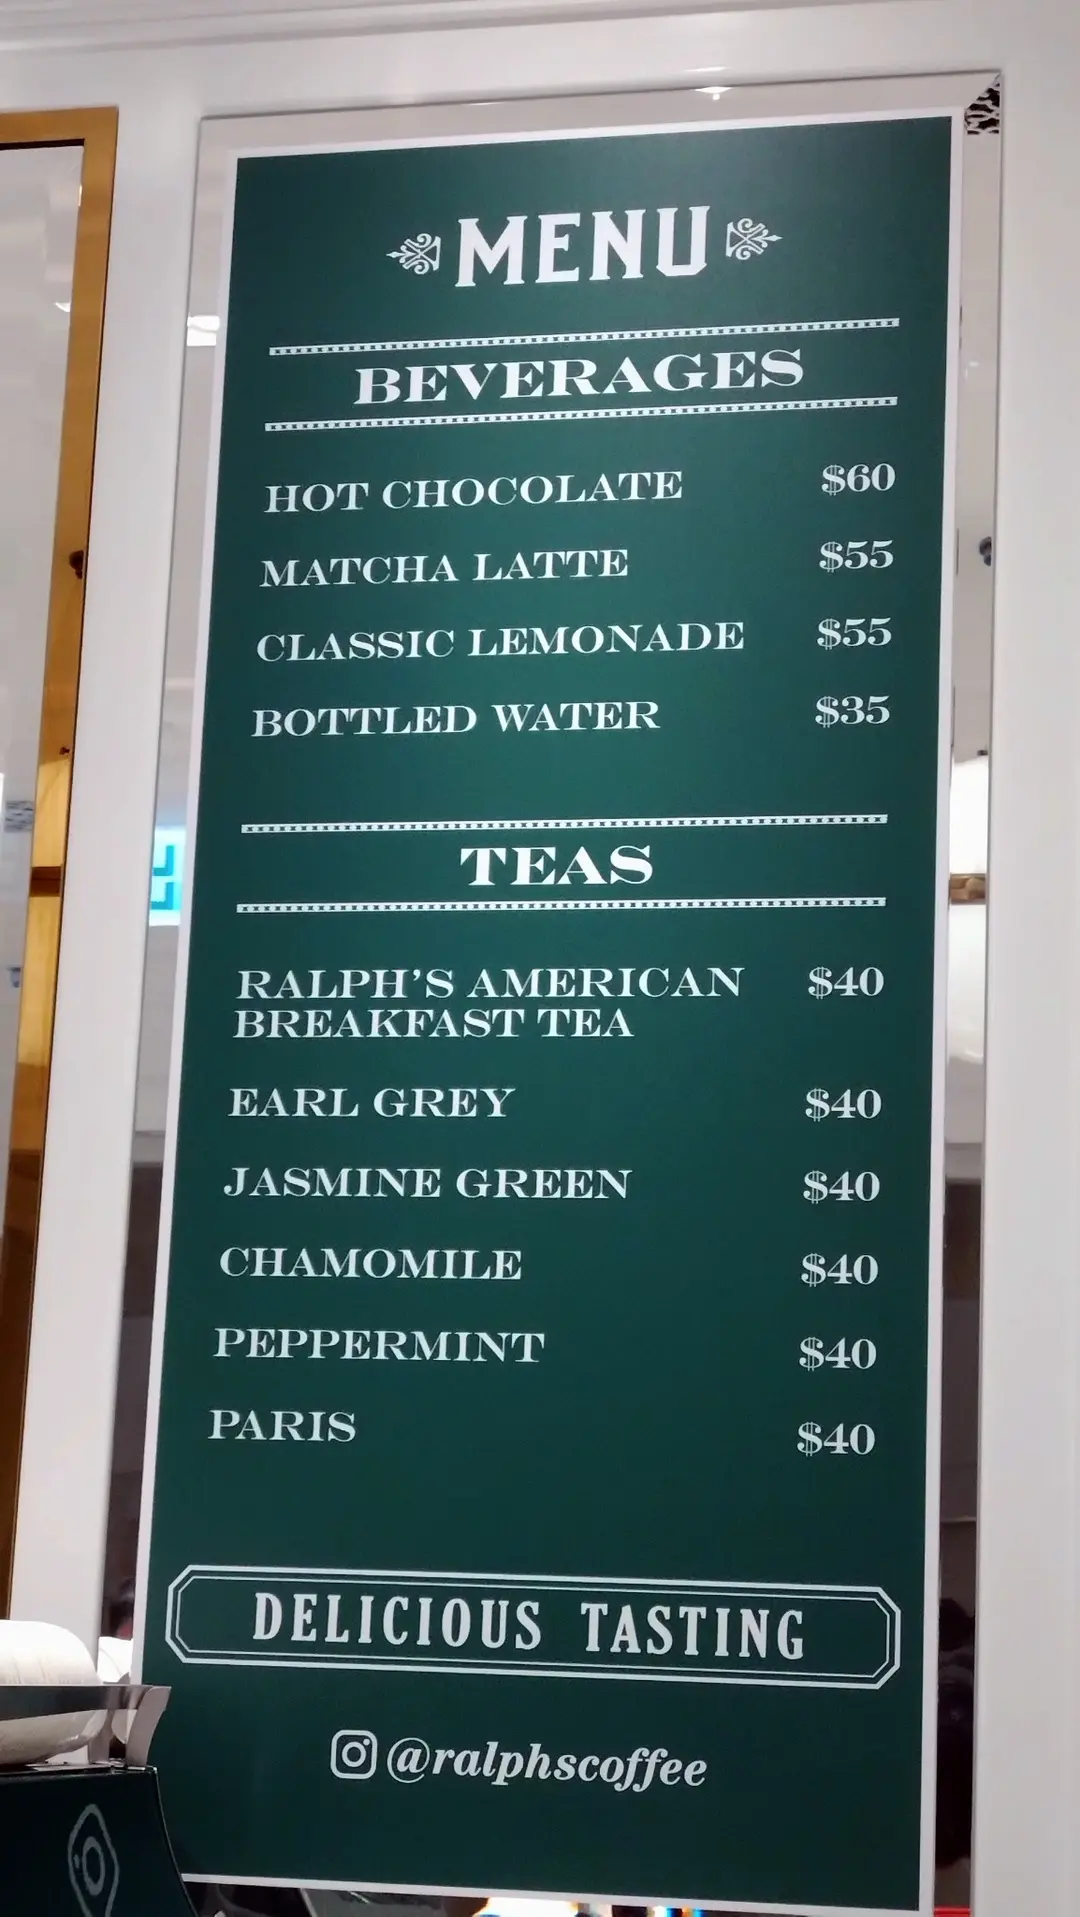 MENU
BEVERAGES
HOT CHOCOLATE $60
MATCHA LATTE $55
CLASSIC LEMONADE $55
BOTTLED WATER $35
TEAS
RALPH'S AMERICAN $40
BREAKFAST TEA
EARL GREY $40
JASMINE GREEN $40
CHAMOMILE $40
PEPPERMINT $40
PARIS $40
DELICIOUS TASTING
@ralphscoffee